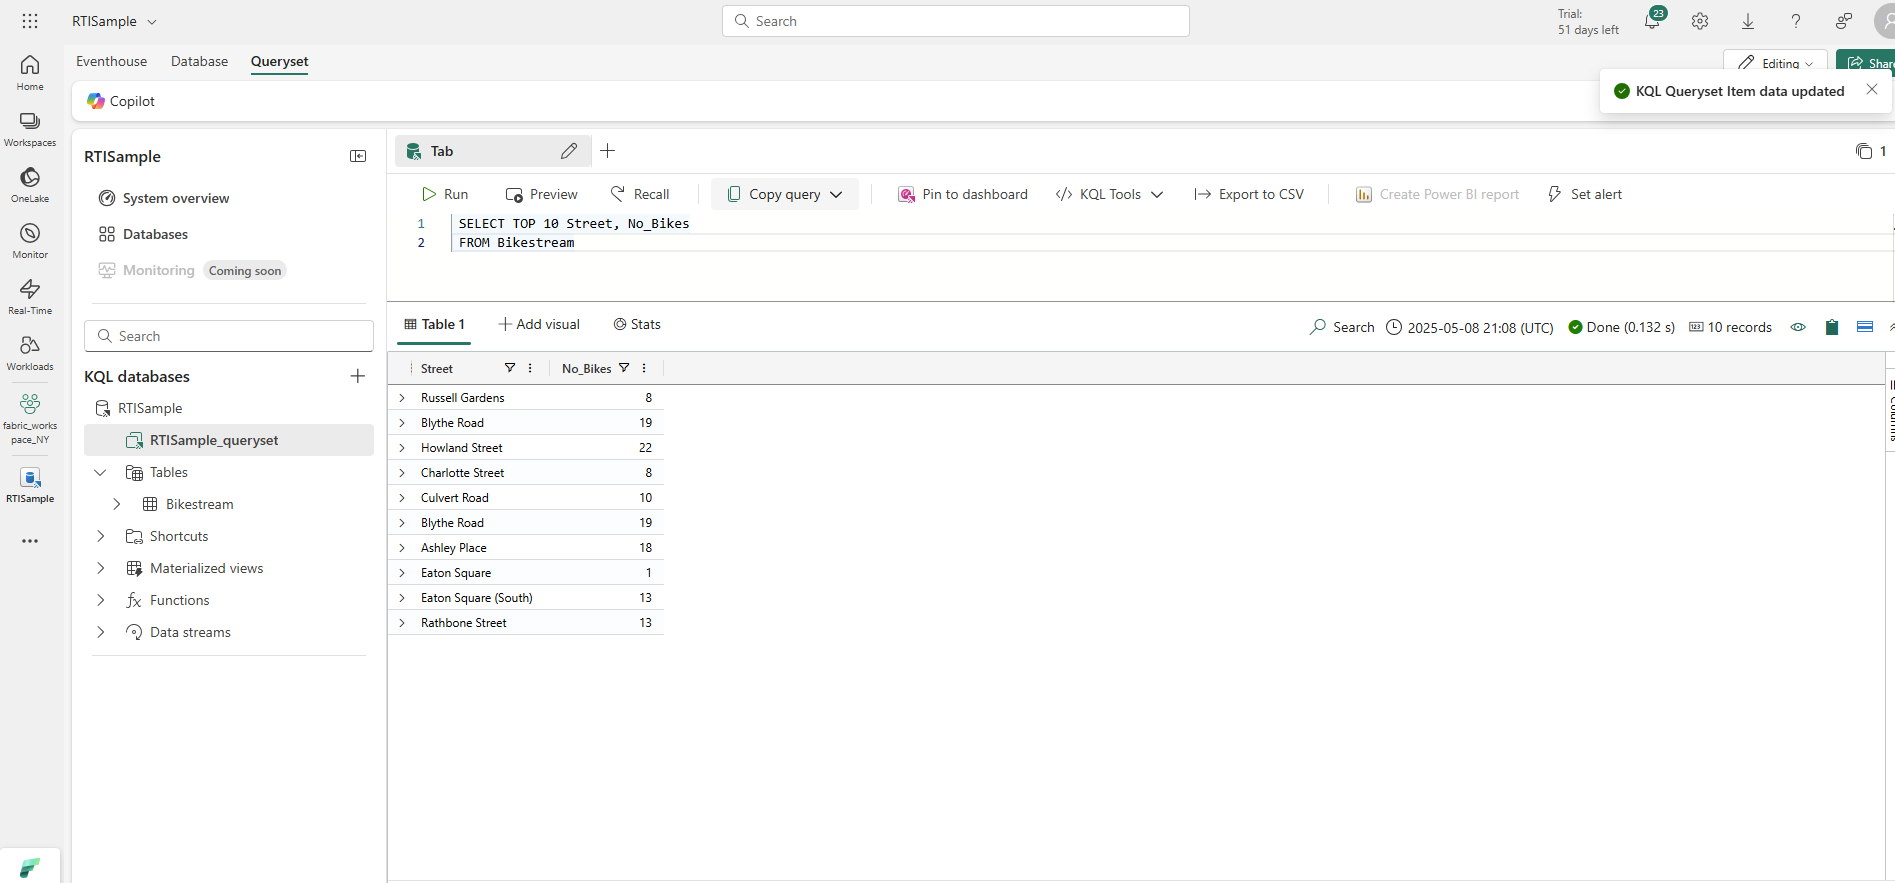 RTISample
Search
Trial:
51 days left
23
Home
Workspaces
OneLake
Monitor
Real-Time
Workloads
fabric_works
pace_NY
RTISample
Eventhouse Database Queryset
Editing
Share
KQL Queryset Item data updated
Copilot
RTISample
System overview
Databases
Monitoring Coming soon
Search
KQL databases
RTISample
RTISample_queryset
Tables
Bikestream
Shortcuts
Materialized views
Functions
Data streams
Tab
1
Run Preview Recall Copy query Pin to dashboard KQL Tools Export to CSV Create Power BI report Set alert
1 SELECT TOP 10 Street, No_Bikes
2 FROM Bikestream
Table 1 Add visual Stats
Search 2025-05-08 21:08 (UTC) Done (0.132 s) 10 records
Street No_Bikes
Russell Gardens 8
Blythe Road 19
Howland Street 22
Charlotte Street 8
Culvert Road 10
Blythe Road 19
Ashley Place 18
Eaton Square 1
Eaton Square (South) 13
Rathbone Street 13